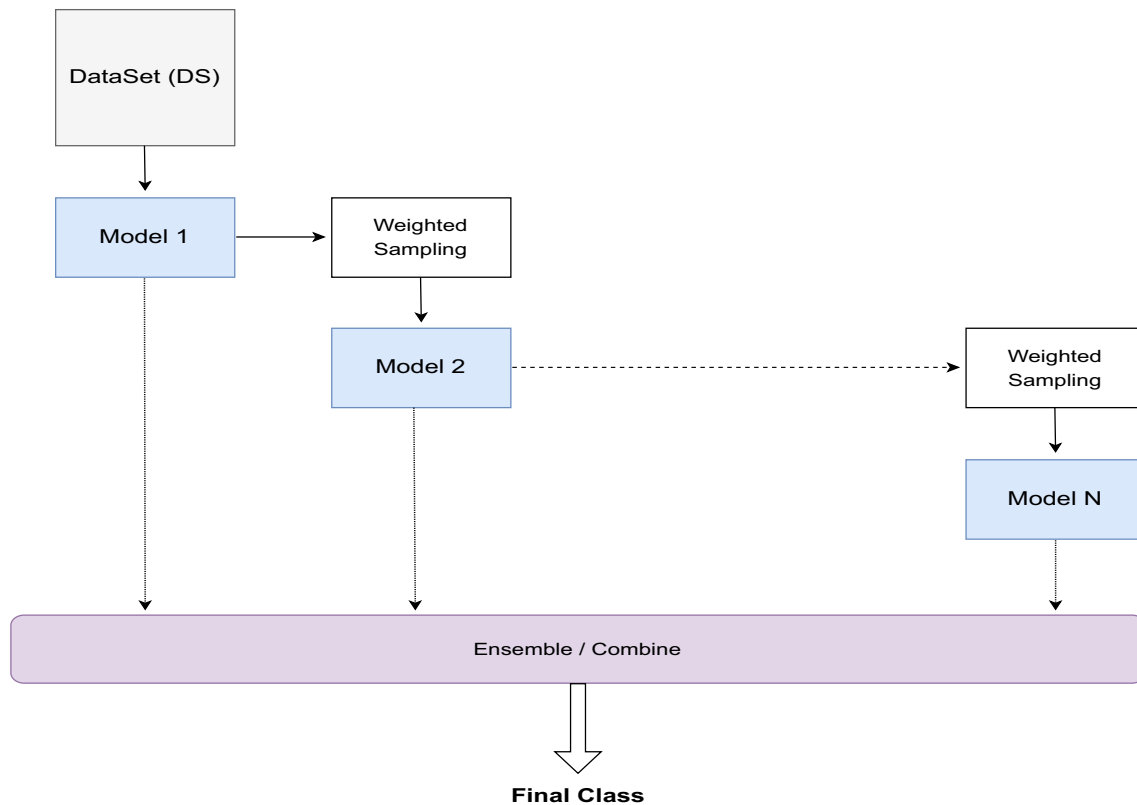 DataSet (DS)
Model 1
Weighted
Sampling
Model 2
Weighted
Sampling
Model N
Ensemble / Combine
Final Class